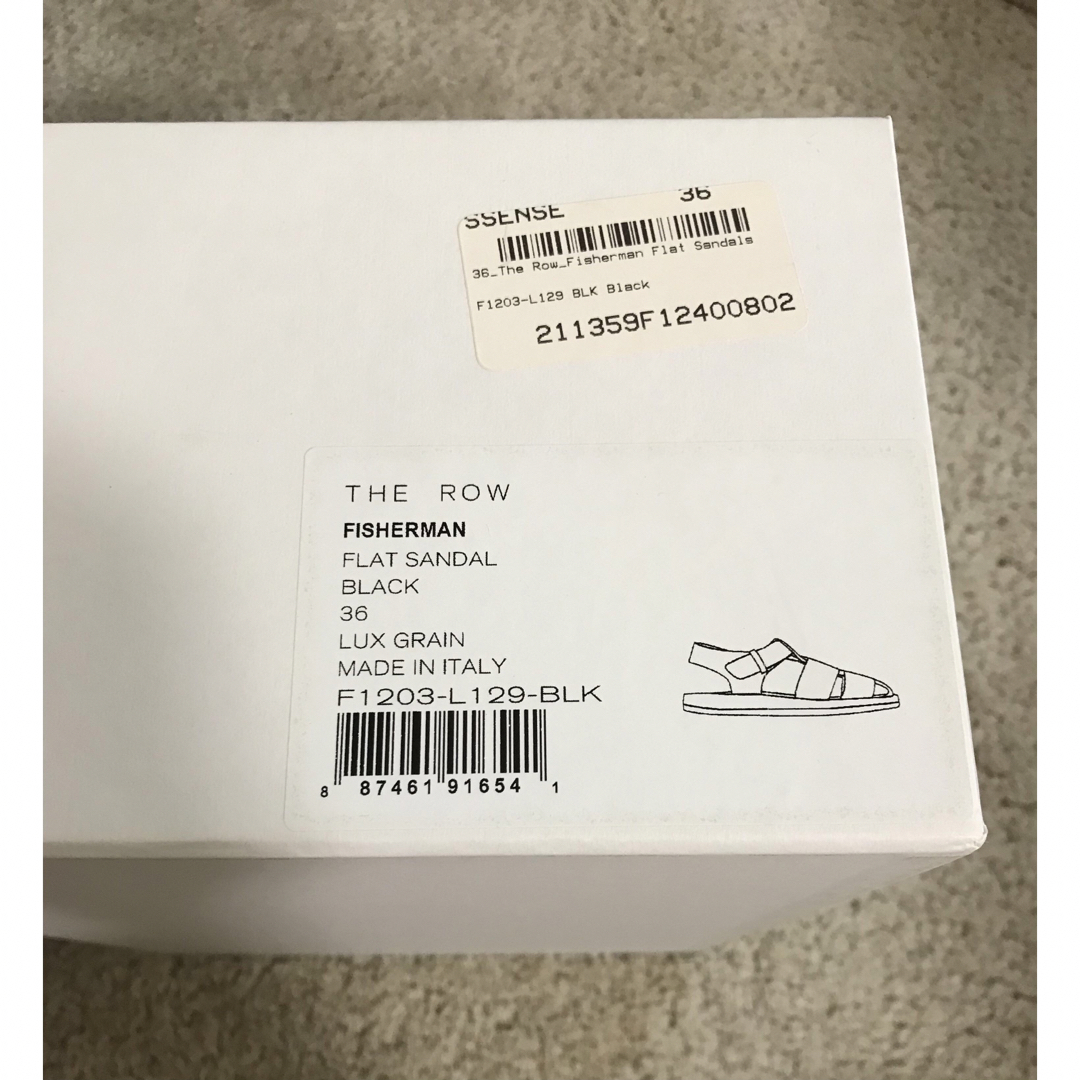 SSENSE 36
36_The Row_Fisherman Flat Sandals
F1203-L129 BLK Black
211359F12400802
THE ROW
FISHERMAN
FLAT SANDAL
BLACK
36
LUX GRAIN
MADE IN ITALY
F1203-L129-BLK
8 87461 91654 1